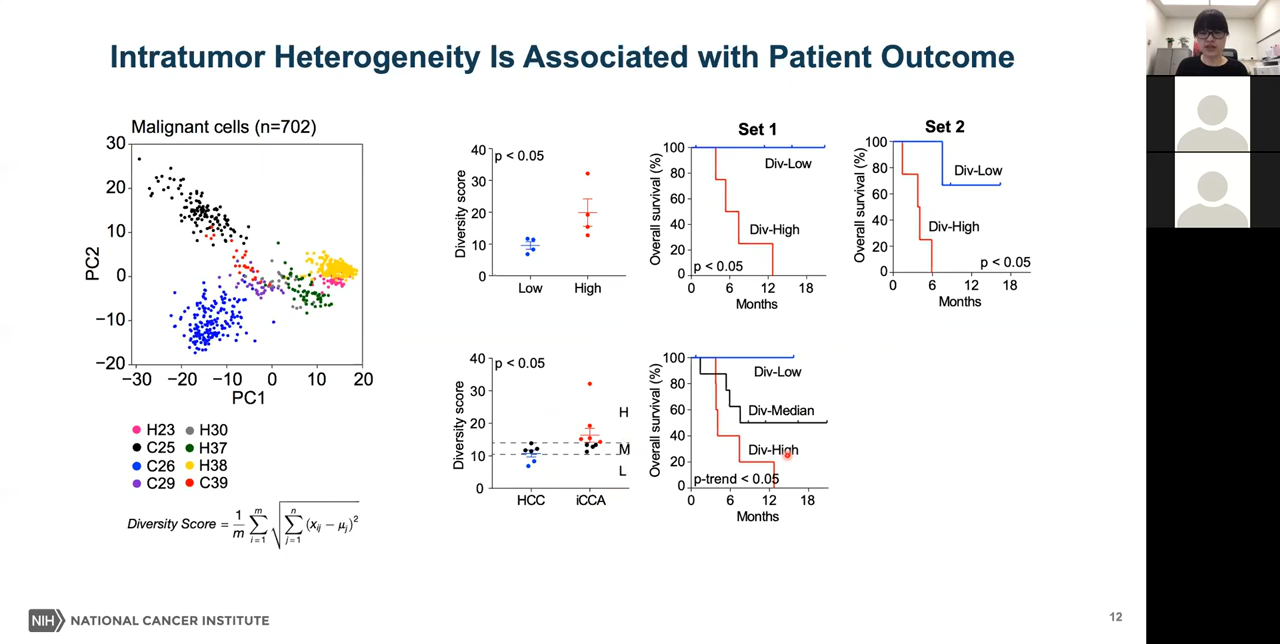 Intratumor Heterogeneity Is Associated with Patient Outcome
Malignant cells (n=702)
30
20
10
0
−10
−20
PC2
−30
−20
−10
0
10
20
PC1
H23
H30
C25
H37
C26
H38
C29
C39
Diversity Score = 1/m ∑ i=1 m √ ∑ j=1 n (x ij − μ j)²
p < 0.05
Diversity score
40
30
20
10
0
Low
High
Set 1
Overall survival (%)
100
80
60
40
20
0
Div-Low
Div-High
p < 0.05
0
6
12
18
Months
Set 2
Overall survival (%)
100
80
60
40
20
0
Div-Low
Div-High
p < 0.05
0
6
12
18
Months
p < 0.05
Diversity score
40
30
20
10
0
H
M
L
HCC
iCCA
Overall survival (%)
100
80
60
40
20
0
Div-Low
Div-Median
Div-High
p-trend < 0.05
0
6
12
18
Months
NIH NATIONAL CANCER INSTITUTE
12